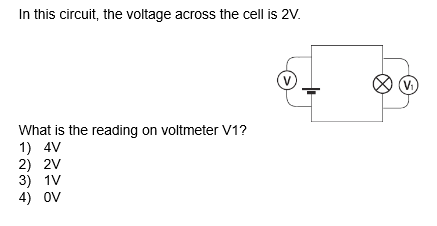 In this circuit, the voltage across the cell is 2V.
V
V₁
What is the reading on voltmeter V1?
1) 4V
2) 2V
3) 1V
4) 0V